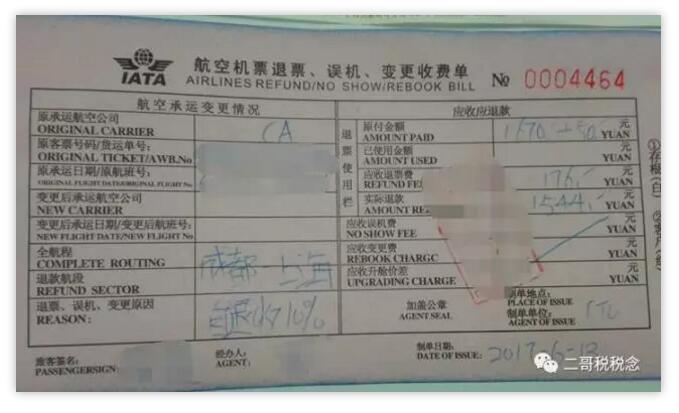 IATA
航空机票退票、误机、变更收费单
AIRLINES REFUND/NO SHOW/REBOOK BILL
№ 0004464
航空承运变更情况
应收应退款
原承运航空公司
ORIGINAL CARRIER
CA
原客票号码/货运单号:
ORIGINAL TICKET/AWB.No
原承运日期/原航班号:
ORIGINAL FLIGHT DATE/ORIGINAL FLIGHT No
变更后承运航空公司
NEW CARRIER
变更后承运日期/变更后航班号:
NEW FLIGHT DATE/NEW FLIGHT No:
全航程
COMPLETE ROUTING
成都-上海
退款航段
REFUND SECTOR
退票、误机、变更原因
REASON:
自愿收10%
退票使用栏
原付金额
AMOUNT PAID
1670.-+50.-
元
YUAN
已使用金额
AMOUNT USED
元
YUAN
应收退票费
REFUND FE
176.-
元
YUAN
实际退款
AMOUNT RE
1544.-
元
YUAN
应收误机费
NO SHOW FEE
元
YUAN
应收变更费
REBOOK CHARGC
元
YUAN
应收升舱价差
UPGRADING CHARGE
元
YUAN
加盖公章
AGENT SEAL
制单地点:
PLACE OF ISSUE
制单单位:
AGENT OF ISSUE:
旅客签名:
PASSENGERSIGN:
经办人:
AGENT:
制单日期:
DATE OF ISSUE:
2017-6-13
①存根(白)
二哥税税念